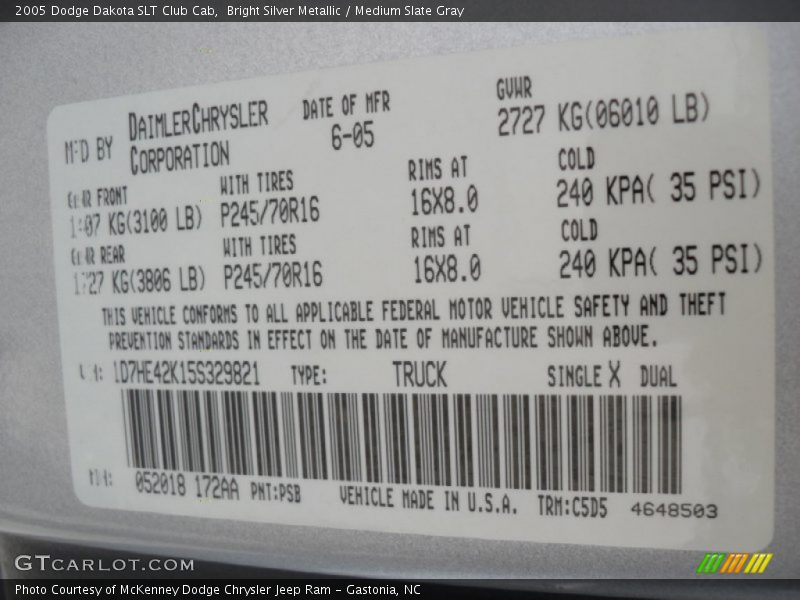 2005 Dodge Dakota SLT Club Cab,  Bright Silver Metallic / Medium Slate Gray
M'D BY DAIMLERCHRYSLER CORPORATION
DATE OF MFR 6-05
GVWR 2727 KG(06010 LB)
FRONT WITH TIRES RIMS AT COLD
KG(3100 LB) P245/70R16 16X8.0 240 KPA( 35 PSI)
REAR WITH TIRES RIMS AT COLD
KG(3806 LB) P245/70R16 16X8.0 240 KPA( 35 PSI)
THIS VEHICLE CONFORMS TO ALL APPLICABLE FEDERAL MOTOR VEHICLE SAFETY AND THEFT
PREVENTION STANDARDS IN EFFECT ON THE DATE OF MANUFACTURE SHOWN ABOVE.
1D7HE42K15S329821 TYPE: TRUCK SINGLE X DUAL
052018 172AA PNT:PSB VEHICLE MADE IN U.S.A. TRM:C5D5 4648503
GTCARLOT.COM
Photo Courtesy of McKenney Dodge Chrysler Jeep Ram – Gastonia, NC